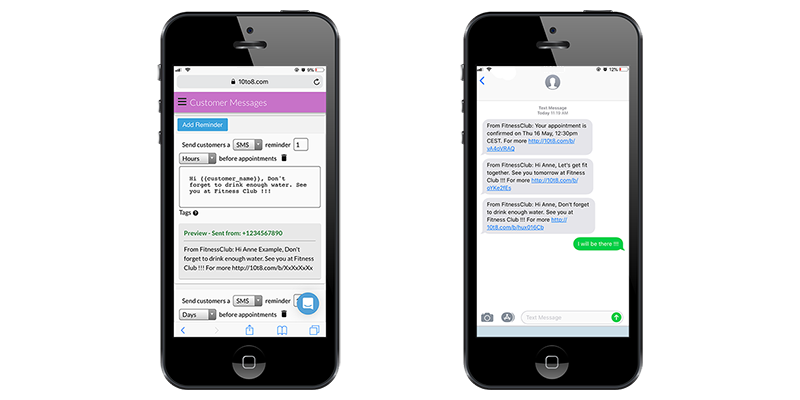 9%
10to8.com
Customer Messages
Add Reminder
Send customers a SMS reminder 1
Hours before appointments
Hi {{customer_name}}, Don't
forget to drink enough water. See
you at Fitness Club !!!
Tags ?
Preview - Sent from: +1234567890
From FitnessClub: Hi Anne Example, Don't
forget to drink enough water. See you at Fitness
Club !!! For more http://10t8.com/b/XxXxXxXx
Send customers a SMS reminder
Days before appointments
12%
Text Message
Today 11:19 AM
From FitnessClub: Your appointment is
confirmed on Thu 16 May, 12:30pm
CEST. For more http://10t8.com/b/
vA4oVRAQ
From FitnessClub: Hi Anne, Let's get fit
together. See you tomorrow at Fitness
Club !!! For more http://10t8.com/b/
oYKe2fEs
From FitnessClub: Hi Anne, Don't forget
to drink enough water. See you at
Fitness Club !!! For more http://
10t8.com/b/hux016Cb
I will be there !!!
Text Message